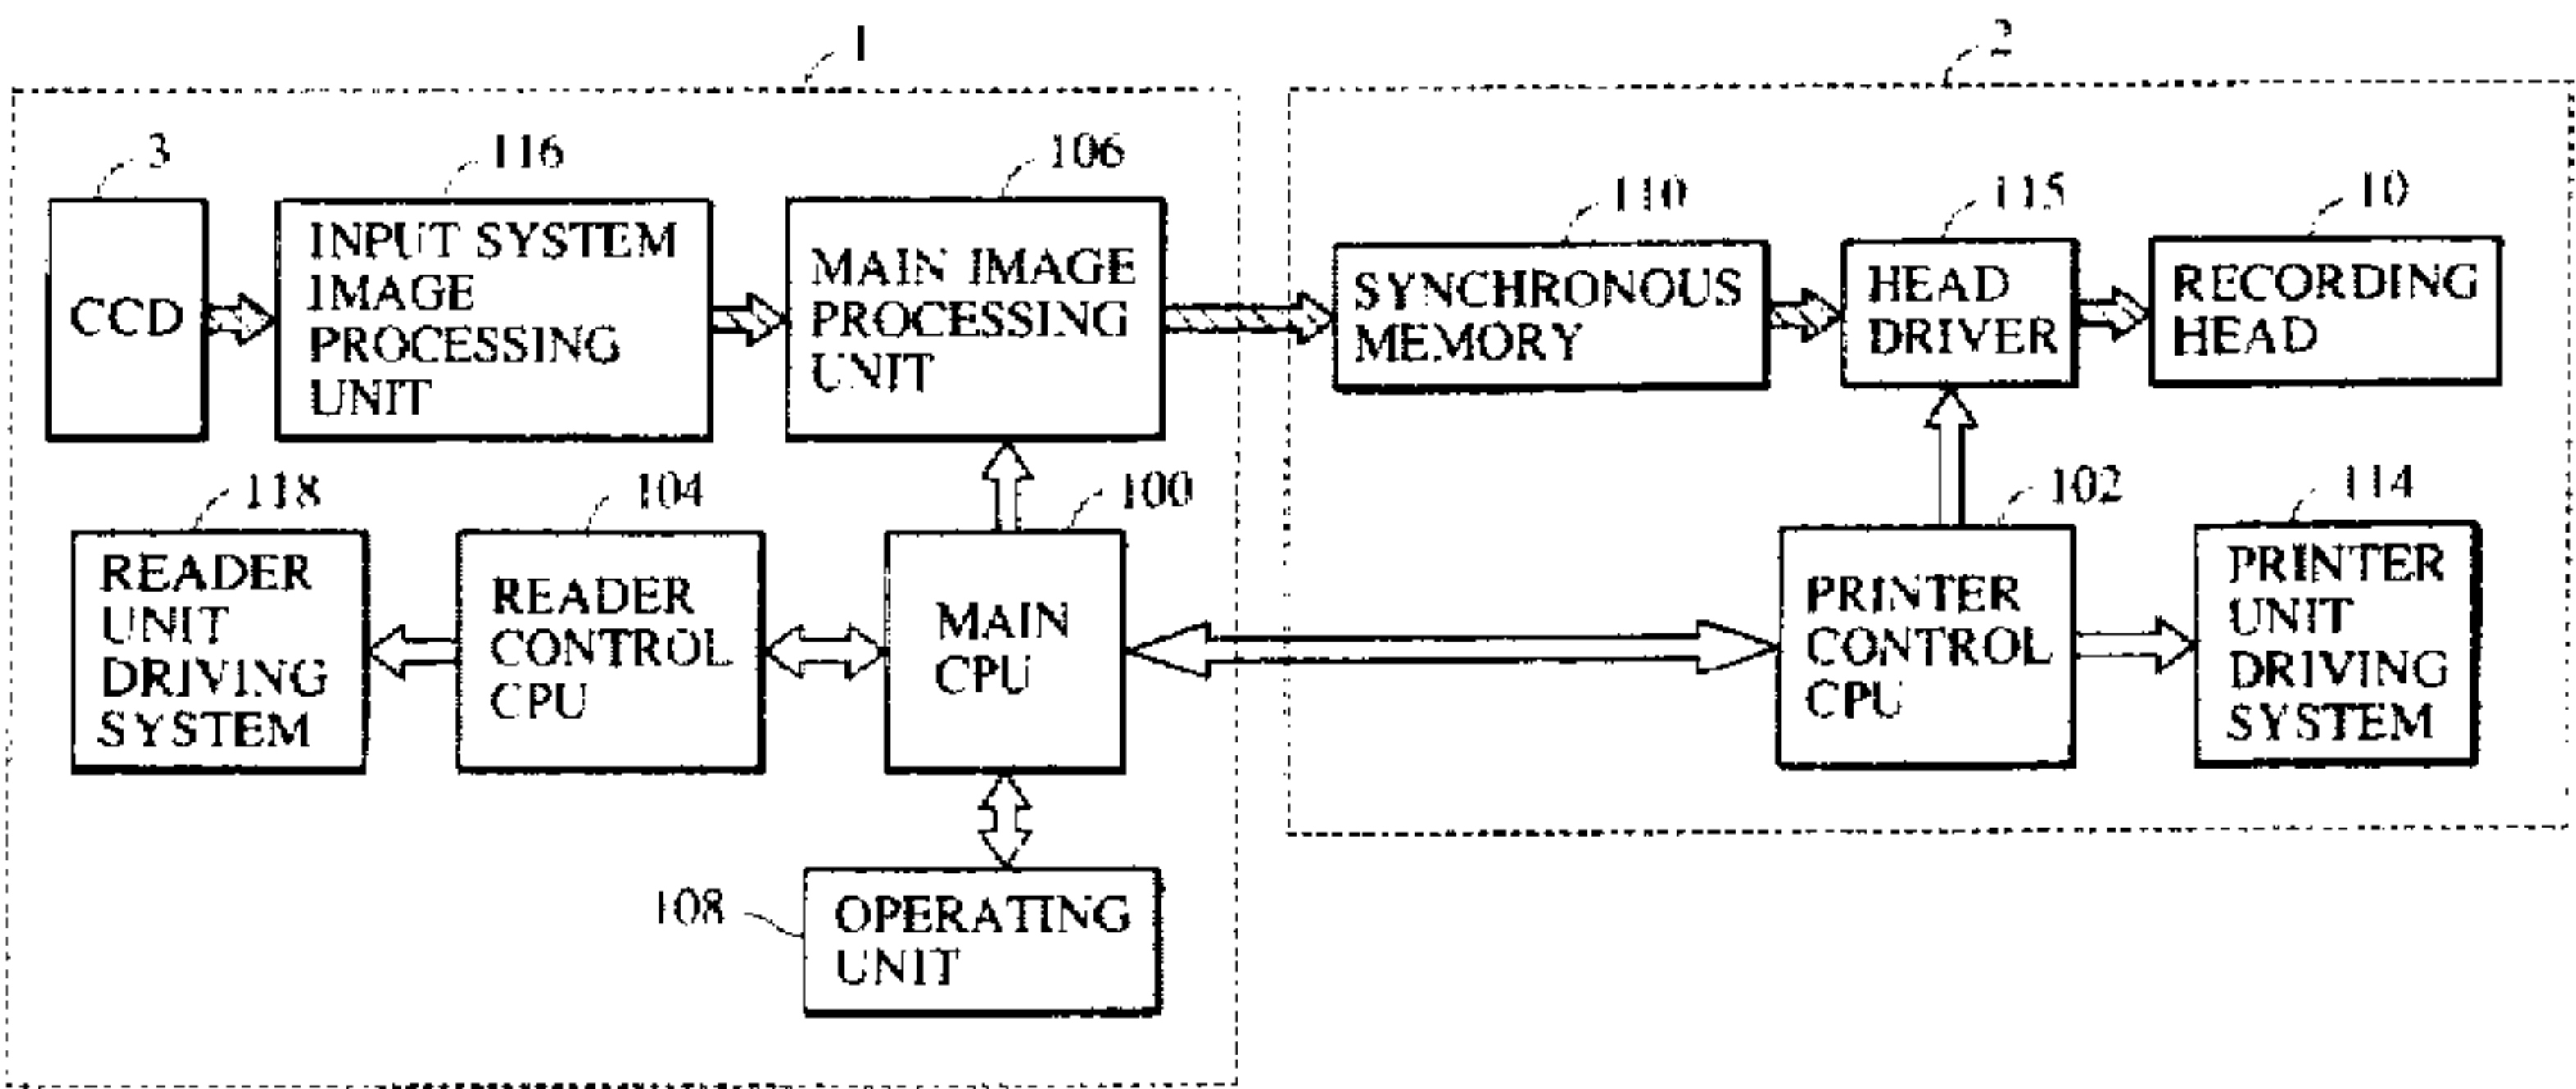 1
2
3
116
106
110
115
10
CCD
INPUT SYSTEM
IMAGE
PROCESSING
UNIT
MAIN IMAGE
PROCESSING
UNIT
SYNCHRONOUS
MEMORY
HEAD
DRIVER
RECORDING
HEAD
118
104
100
102
114
READER
UNIT
DRIVING
SYSTEM
READER
CONTROL
CPU
MAIN
CPU
PRINTER
CONTROL
CPU
PRINTER
UNIT
DRIVING
SYSTEM
108
OPERATING
UNIT